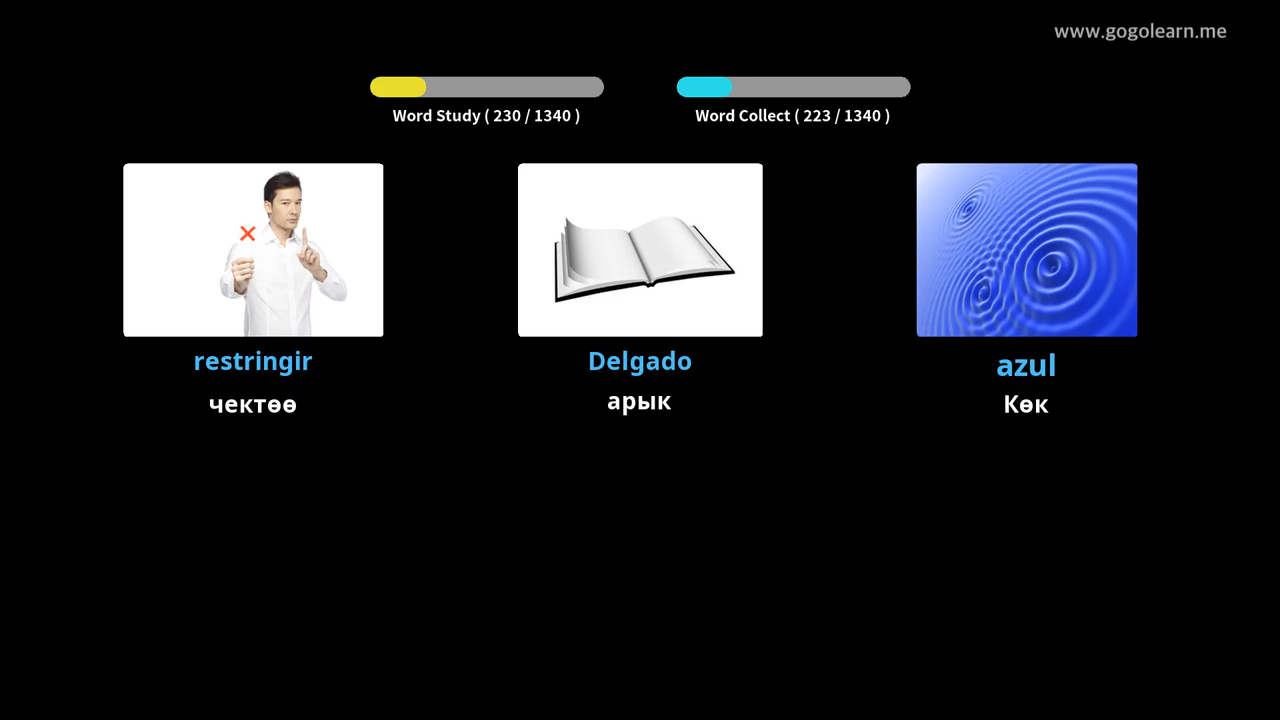 www.gogolearn.me
Word Study ( 230 / 1340 )
Word Collect ( 223 / 1340 )
restringir
чектөө
Delgado
арык
azul
Көк